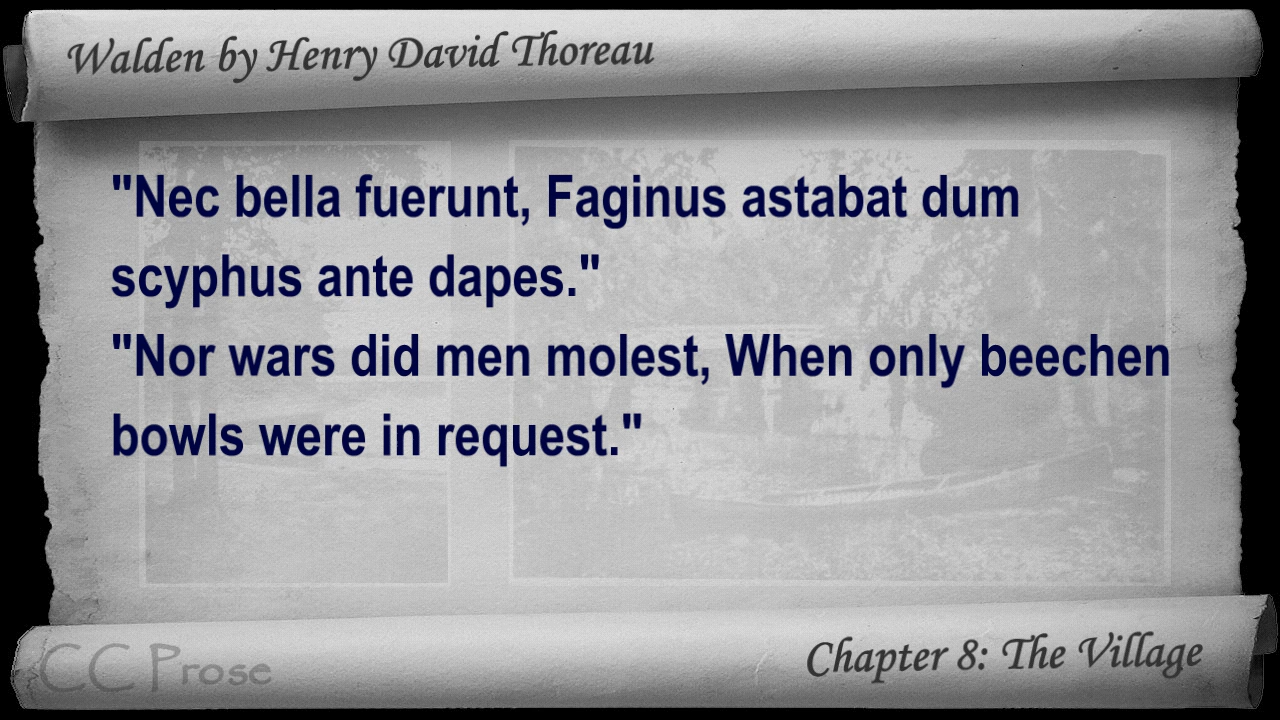 Walden by Henry David Thoreau
"Nec bella fuerunt, Faginus astabat dum
scyphus ante dapes."
"Nor wars did men molest, When only beechen
bowls were in request."
CC Prose
Chapter 8: The Village